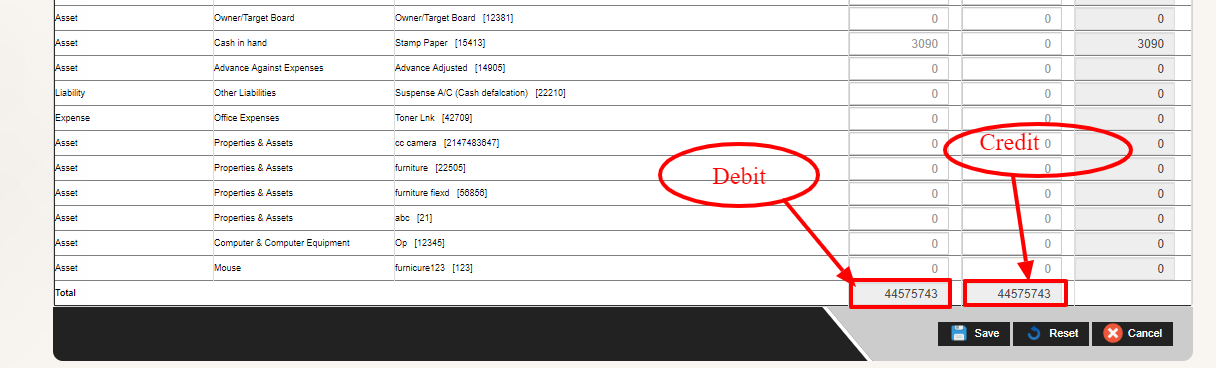 Asset Owner/Target Board Owner/Target Board [12381] 0 0 0
Asset Cash in hand Stamp Paper [15413] 3090 0 3090
Asset Advance Against Expenses Advance Adjusted [14905] 0 0 0
Liability Other Liabilities Suspense A/C (Cash defalcation) [22210] 0 0 0
Expense Office Expenses Toner Lnk [42709] 0 0 0
Asset Properties & Assets cc camera [2147483647] 0 Credit 0 0
Asset Properties & Assets furniture [22505] Debit 0 0 0
Asset Properties & Assets furniture fiexd [56856] 0 0 0
Asset Properties & Assets abc [21] 0 0 0
Asset Computer & Computer Equipment Op [12345] 0 0 0
Asset Mouse furnicure123 [123] 0 0 0
Total 44575743 44575743
Save Reset Cancel